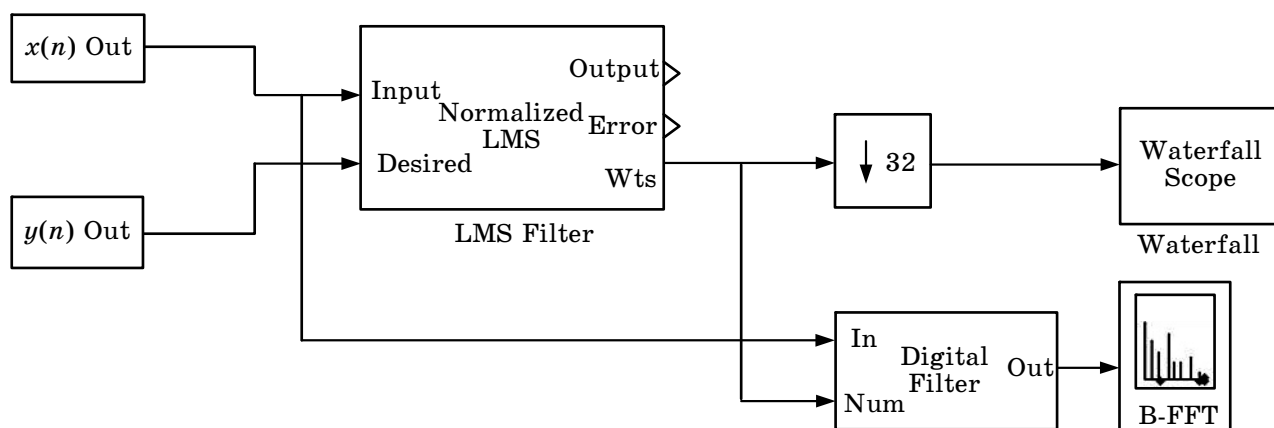 x(n) Out
y(n) Out
Input
Desired
Normalized
LMS
Output
Error
Wts
LMS Filter
↓ 32
Waterfall
Scope
Waterfall
In
Num
Digital
Filter
Out
B-FFT